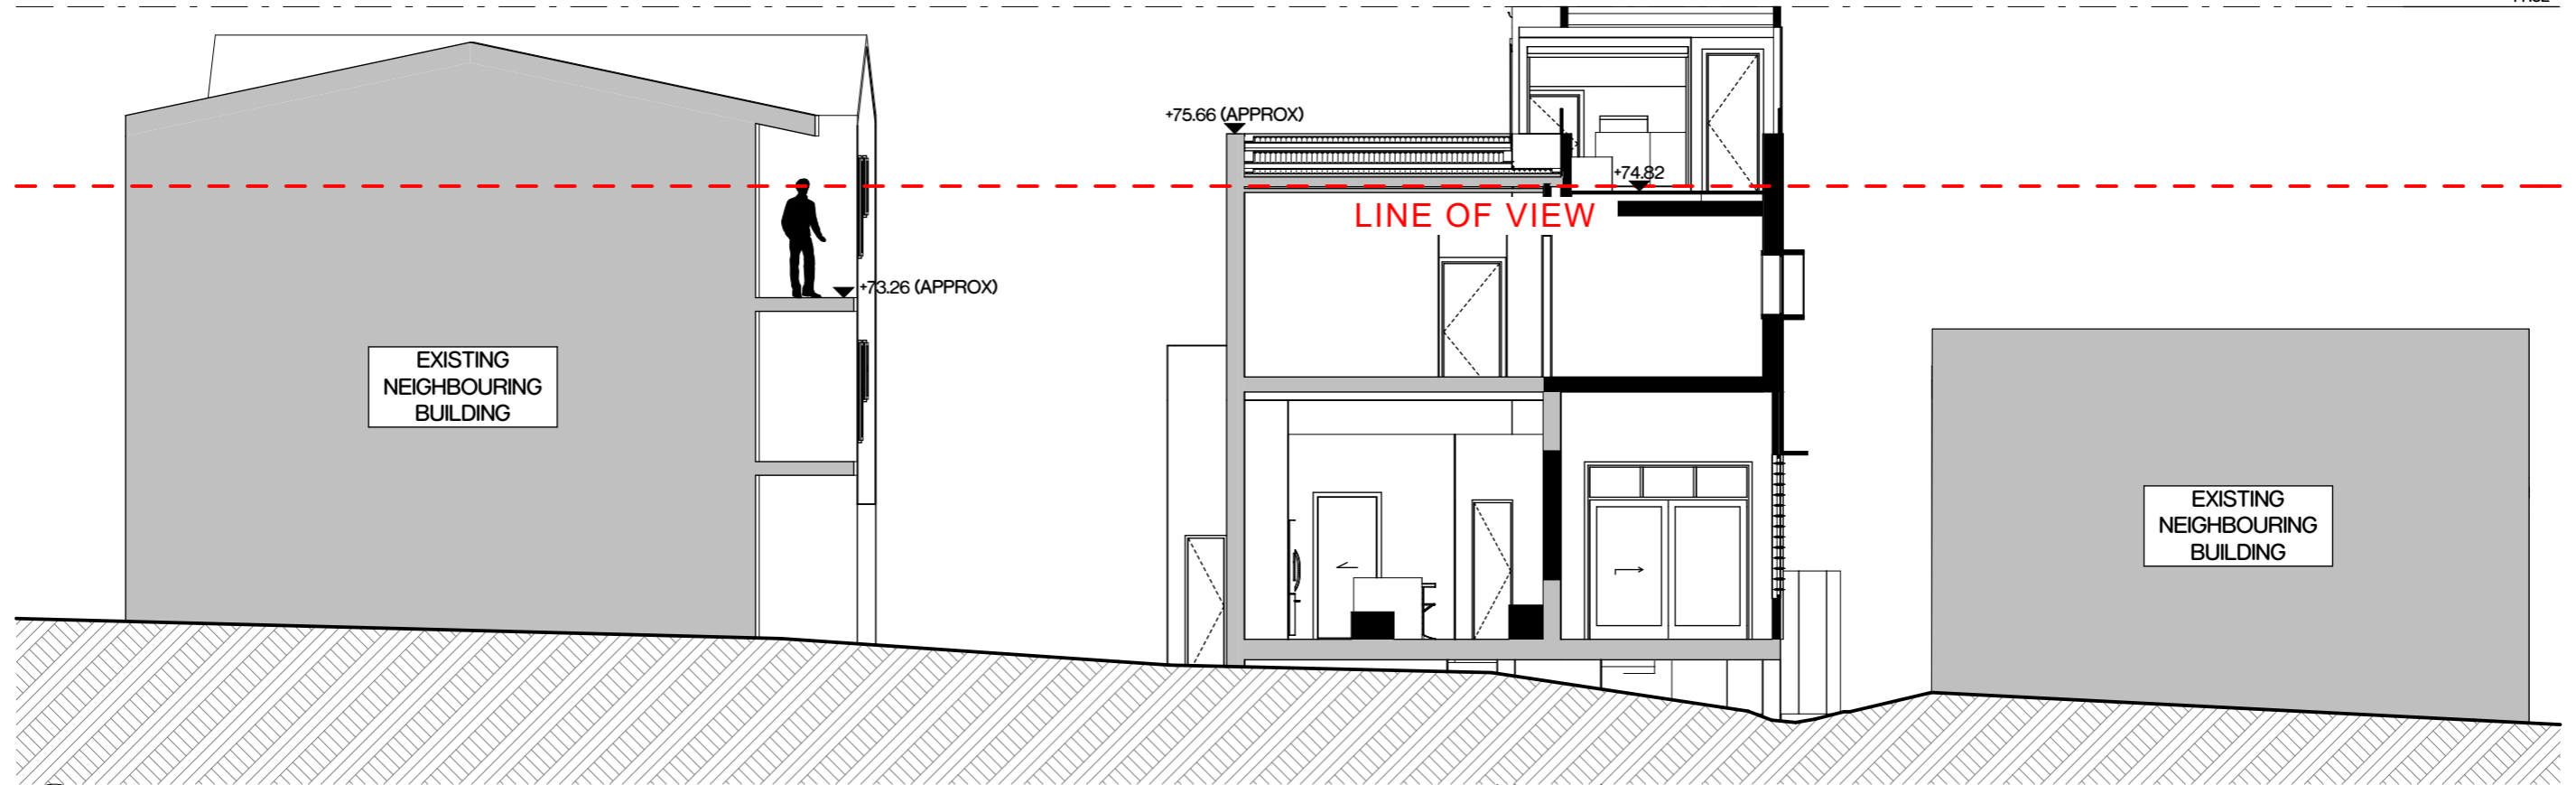 +75.66 (APPROX)
+74.82
LINE OF VIEW
+73.26 (APPROX)
EXISTING
NEIGHBOURING
BUILDING
EXISTING
NEIGHBOURING
BUILDING